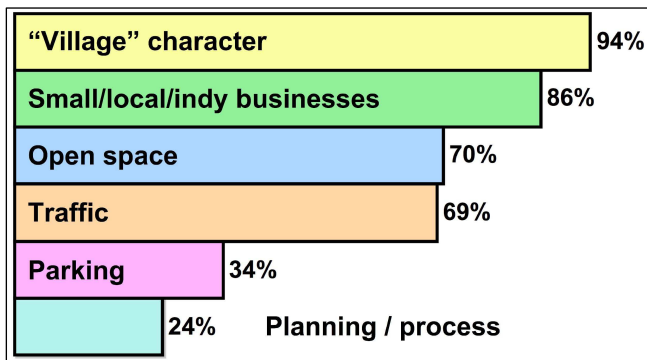 “Village” character 94%
Small/local/indy businesses 86%
Open space 70%
Traffic 69%
Parking 34%
24% Planning / process